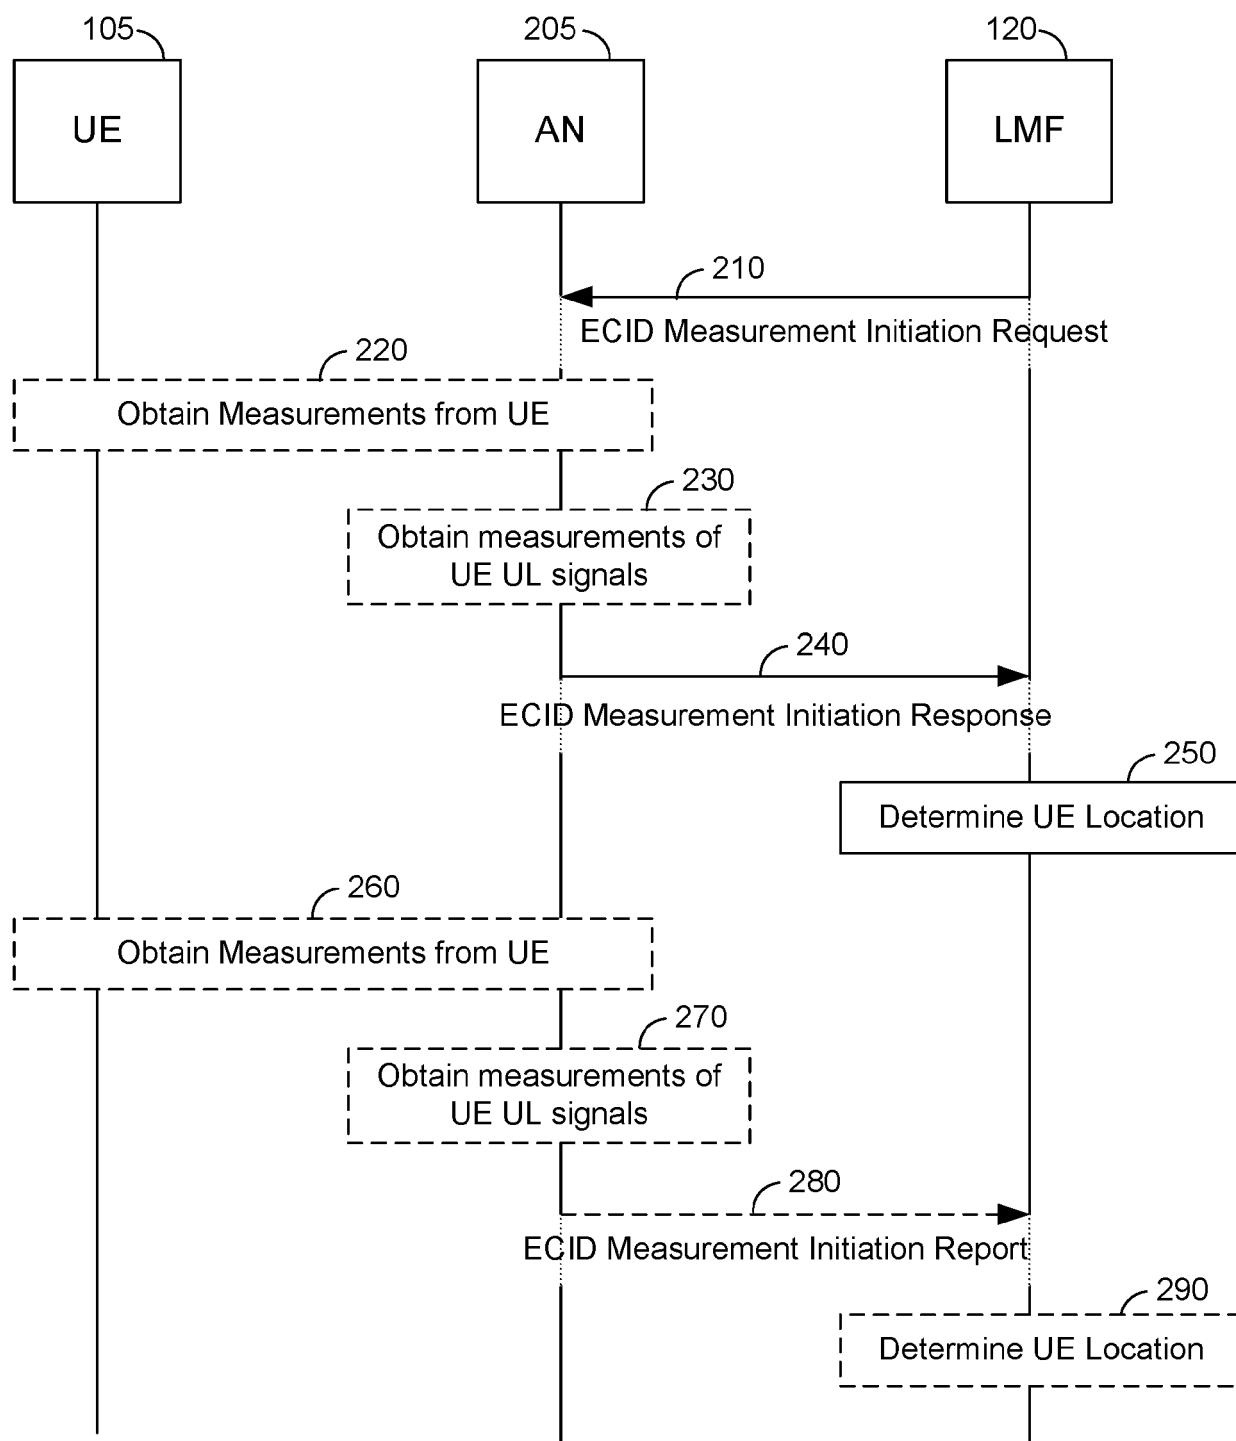 105
205
120
UE
AN
LMF
210
ECID Measurement Initiation Request
220
Obtain Measurements from UE
230
Obtain measurements of
UE UL signals
240
ECID Measurement Initiation Response
250
Determine UE Location
260
Obtain Measurements from UE
270
Obtain measurements of
UE UL signals
280
ECID Measurement Initiation Report
290
Determine UE Location